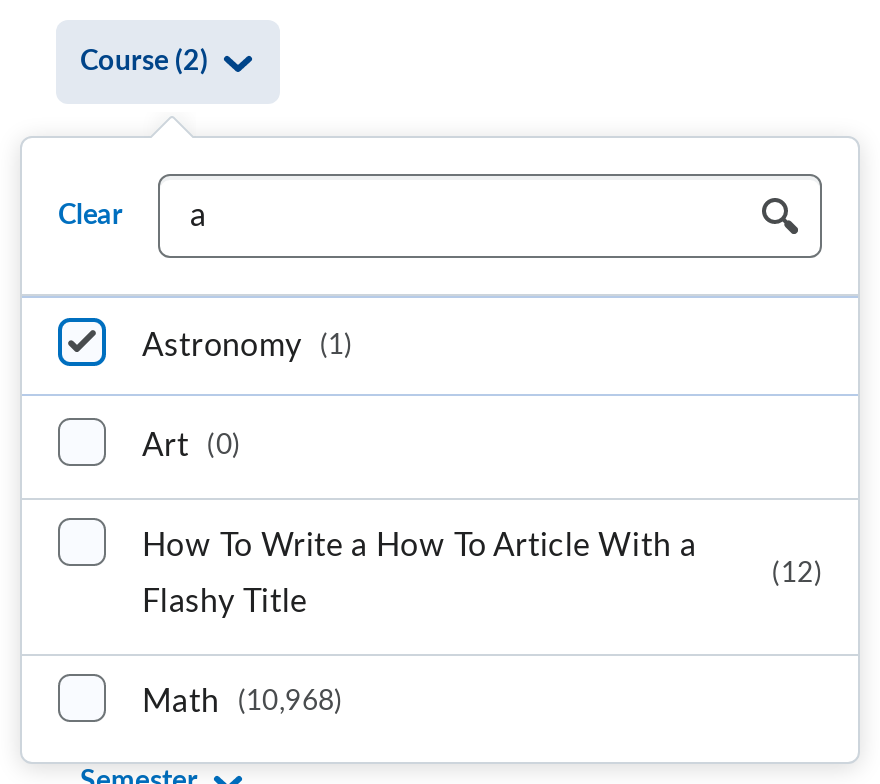 Course (2)
Clear
a
Astronomy (1)
Art (0)
How To Write a How To Article With a
Flashy Title
(12)
Math (10,968)
Semester